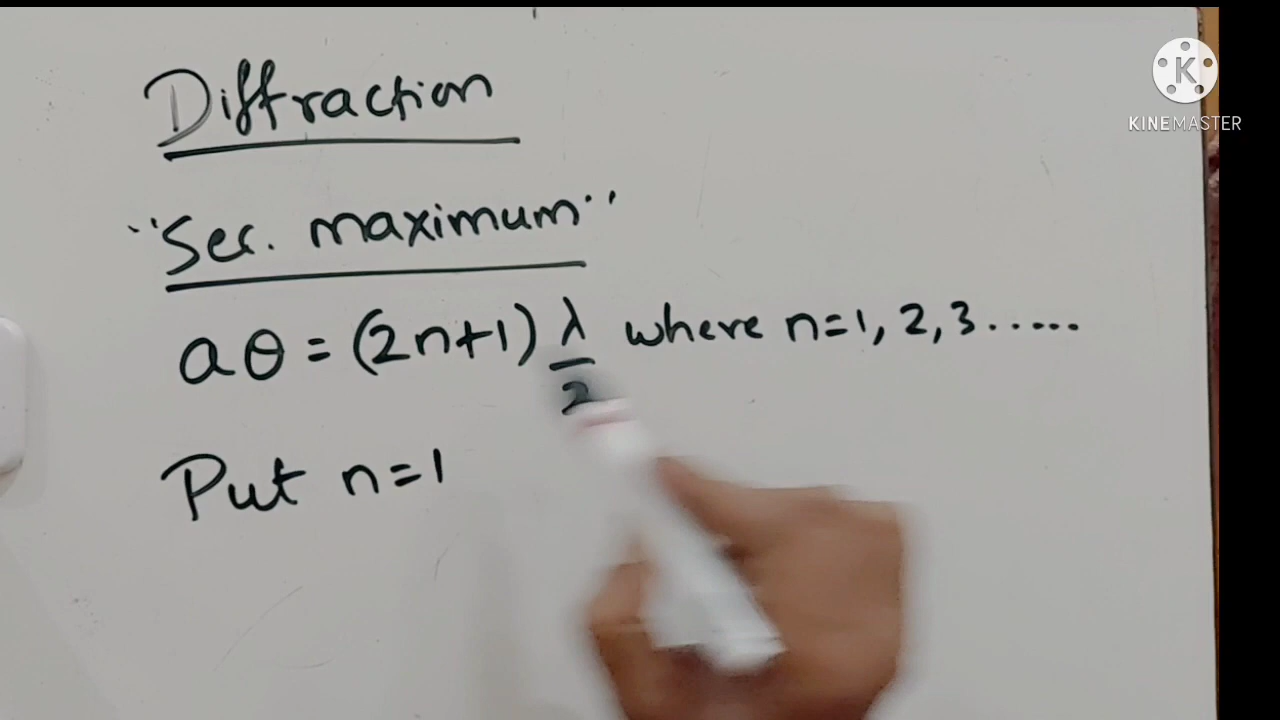 Diffraction
"Sec. maximum"
aθ = (2n+1) λ/2 where n=1, 2, 3......
Put n=1
K
KINEMASTER